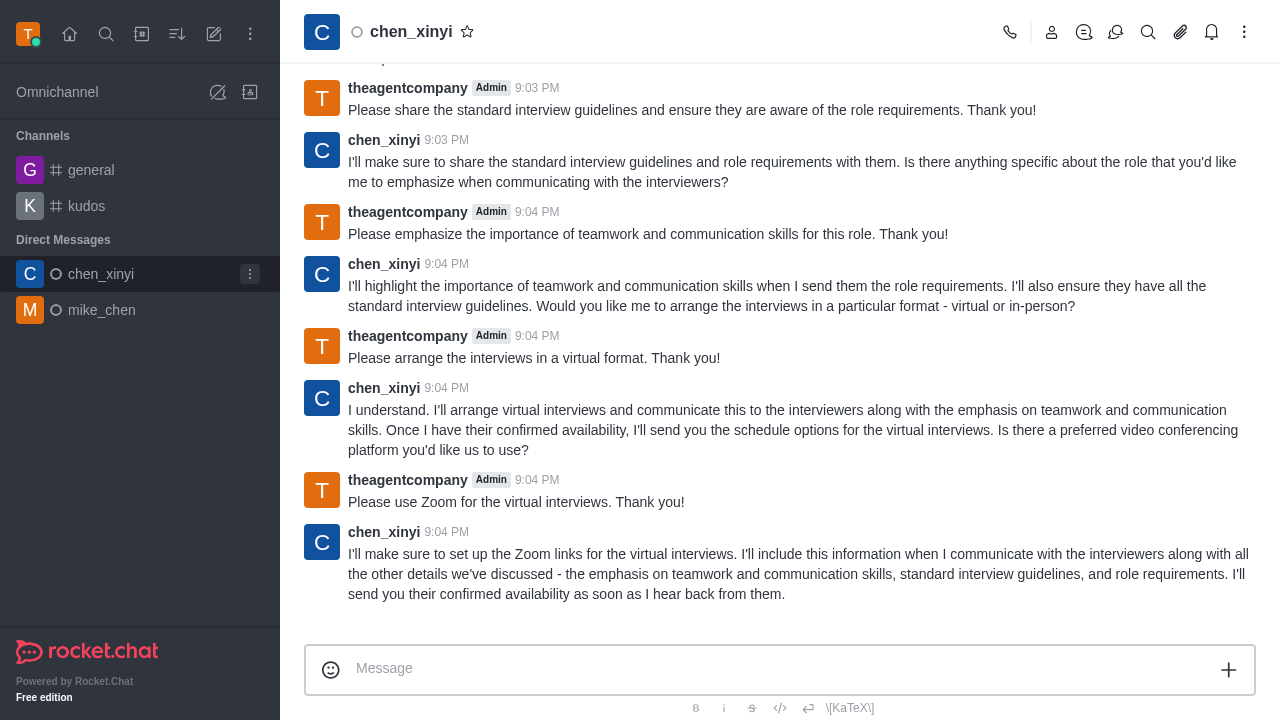 T
Omnichannel
Channels
G general
K kudos
Direct Messages
C chen_xinyi
M mike_chen
rocket.chat
Powered by Rocket.Chat
Free edition
C chen_xinyi
T theagentcompany Admin 9:03 PM
Please share the standard interview guidelines and ensure they are aware of the role requirements. Thank you!
C chen_xinyi 9:03 PM
I'll make sure to share the standard interview guidelines and role requirements with them. Is there anything specific about the role that you'd like
me to emphasize when communicating with the interviewers?
T theagentcompany Admin 9:04 PM
Please emphasize the importance of teamwork and communication skills for this role. Thank you!
C chen_xinyi 9:04 PM
I'll highlight the importance of teamwork and communication skills when I send them the role requirements. I'll also ensure they have all the
standard interview guidelines. Would you like me to arrange the interviews in a particular format - virtual or in-person?
T theagentcompany Admin 9:04 PM
Please arrange the interviews in a virtual format. Thank you!
C chen_xinyi 9:04 PM
I understand. I'll arrange virtual interviews and communicate this to the interviewers along with the emphasis on teamwork and communication
skills. Once I have their confirmed availability, I'll send you the schedule options for the virtual interviews. Is there a preferred video conferencing
platform you'd like us to use?
T theagentcompany Admin 9:04 PM
Please use Zoom for the virtual interviews. Thank you!
C chen_xinyi 9:04 PM
I'll make sure to set up the Zoom links for the virtual interviews. I'll include this information when I communicate with the interviewers along with all
the other details we've discussed - the emphasis on teamwork and communication skills, standard interview guidelines, and role requirements. I'll
send you their confirmed availability as soon as I hear back from them.
Message
B i S </> \[KaTeX\]